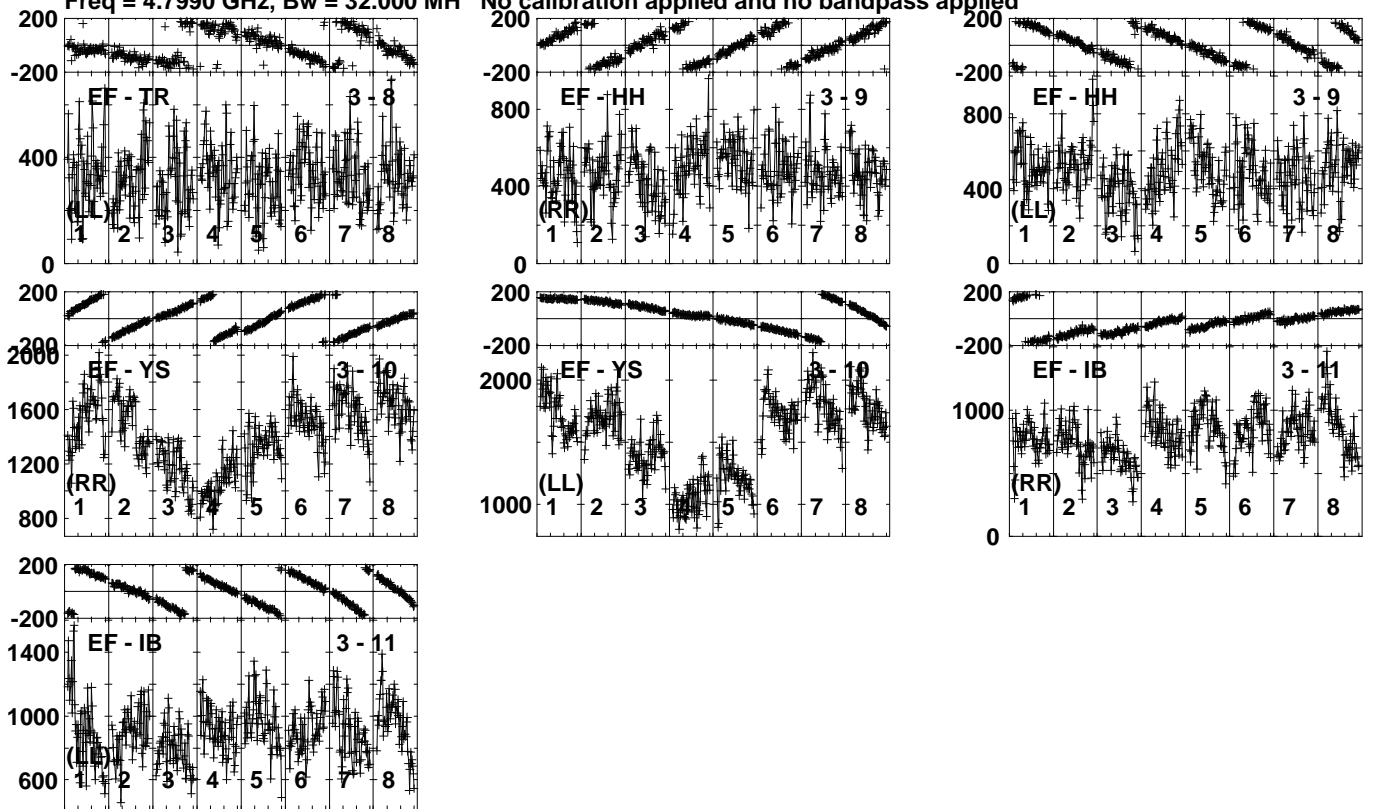 Freq = 4.7990 GHz, Bw = 32.000 MH No calibration applied and no bandpass applied
200
-200
EF - TR 3 - 8
400
(LL)
1 2 3 4 5 6 7 8
0
200
-200
EF - HH 3 - 9
800
400
(RR)
1 2 3 4 5 6 7 8
0
200
-200
EF - HH 3 - 9
800
400
(LL)
1 2 3 4 5 6 7 8
0
200
-200
2000
EF - YS 3 - 10
1600
1200
(RR)
1 2 3 4 5 6 7 8
800
200
-200
EF - YS 3 - 10
2000
(LL)
1000
1 2 3 4 5 6 7 8
200
-200
EF - IB 3 - 11
1000
(RR)
1 2 3 4 5 6 7 8
0
200
-200
EF - IB 3 - 11
1400
1000
(LL)
600
1 2 3 4 5 6 7 8